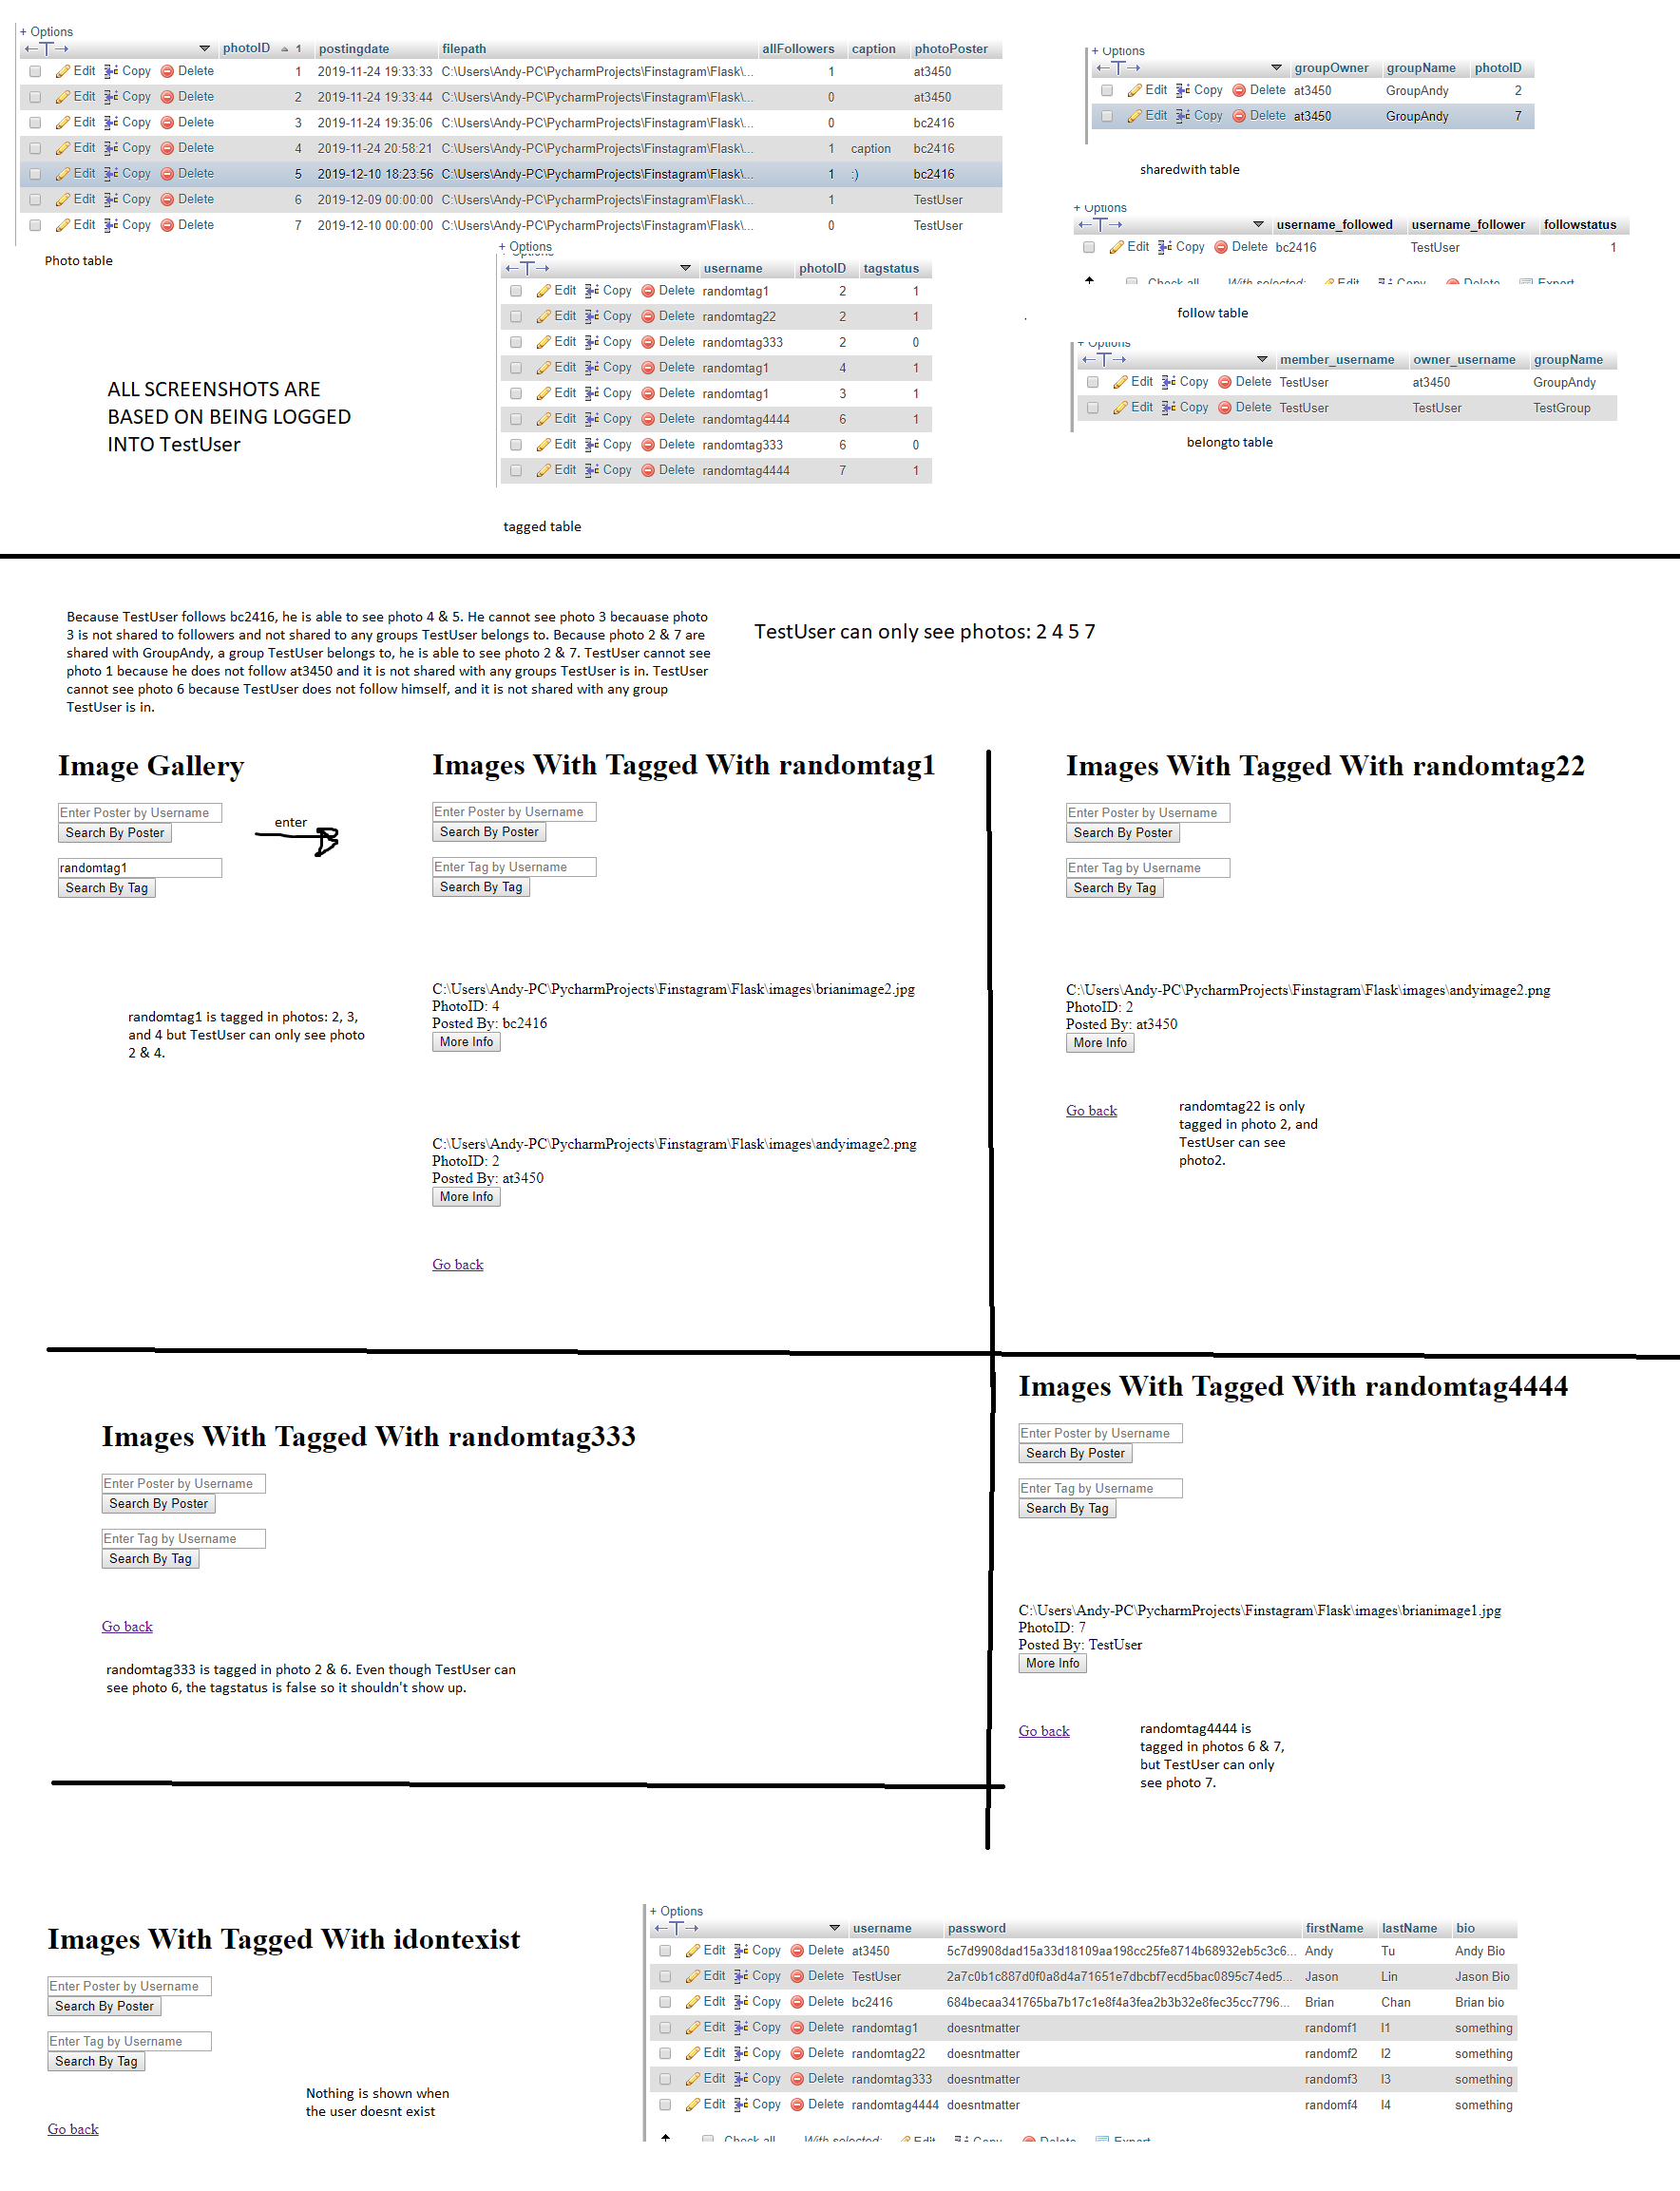 + Options
photoID 1 postingdate filepath allFollowers caption photoPoster
Edit Copy Delete 1 2019-11-24 19:33:33 C:\Users\Andy-PC\PycharmProjects\Finstagram\Flask\... 1 at3450
Edit Copy Delete 2 2019-11-24 19:33:44 C:\Users\Andy-PC\PycharmProjects\Finstagram\Flask\... 0 at3450
Edit Copy Delete 3 2019-11-24 19:35:06 C:\Users\Andy-PC\PycharmProjects\Finstagram\Flask\... 0 bc2416
Edit Copy Delete 4 2019-11-24 20:58:21 C:\Users\Andy-PC\PycharmProjects\Finstagram\Flask\... 1 caption bc2416
Edit Copy Delete 5 2019-12-10 18:23:56 C:\Users\Andy-PC\PycharmProjects\Finstagram\Flask\... 1 :) bc2416
Edit Copy Delete 6 2019-12-09 00:00:00 C:\Users\Andy-PC\PycharmProjects\Finstagram\Flask\... 1 TestUser
Edit Copy Delete 7 2019-12-10 00:00:00 C:\Users\Andy-PC\PycharmProjects\Finstagram\Flask\... 0 TestUser
Photo table
+ Options
groupOwner groupName photoID
Edit Copy Delete at3450 GroupAndy 2
Edit Copy Delete at3450 GroupAndy 7
sharedwith table
+ Options
username_followed username_follower followstatus
Edit Copy Delete bc2416 TestUser 1
Check all With selected: Edit Copy Delete Export
follow table
+ Options
username photoID tagstatus
Edit Copy Delete randomtag1 2 1
Edit Copy Delete randomtag22 2 1
Edit Copy Delete randomtag333 2 0
Edit Copy Delete randomtag1 4 1
Edit Copy Delete randomtag1 3 1
Edit Copy Delete randomtag4444 6 1
Edit Copy Delete randomtag333 6 0
Edit Copy Delete randomtag4444 7 1
tagged table
+ Options
member_username owner_username groupName
Edit Copy Delete TestUser at3450 GroupAndy
Edit Copy Delete TestUser TestUser TestGroup
belongto table
ALL SCREENSHOTS ARE
BASED ON BEING LOGGED
INTO TestUser
Because TestUser follows bc2416, he is able to see photo 4 & 5. He cannot see photo 3 becauase photo
3 is not shared to followers and not shared to any groups TestUser belongs to. Because photo 2 & 7 are
shared with GroupAndy, a group TestUser belongs to, he is able to see photo 2 & 7. TestUser cannot see
photo 1 because he does not follow at3450 and it is not shared with any groups TestUser is in. TestUser
cannot see photo 6 because TestUser does not follow himself, and it is not shared with any group
TestUser is in.
TestUser can only see photos: 2 4 5 7
Image Gallery
Enter Poster by Username
Search By Poster
randomtag1
Search By Tag
enter
randomtag1 is tagged in photos: 2, 3,
and 4 but TestUser can only see photo
2 & 4.
Images With Tagged With randomtag1
Enter Poster by Username
Search By Poster
Enter Tag by Username
Search By Tag
C:\Users\Andy-PC\PycharmProjects\Finstagram\Flask\images\brianimage2.jpg
PhotoID: 4
Posted By: bc2416
More Info
C:\Users\Andy-PC\PycharmProjects\Finstagram\Flask\images\andyimage2.png
PhotoID: 2
Posted By: at3450
More Info
Go back
Images With Tagged With randomtag22
Enter Poster by Username
Search By Poster
Enter Tag by Username
Search By Tag
C:\Users\Andy-PC\PycharmProjects\Finstagram\Flask\images\andyimage2.png
PhotoID: 2
Posted By: at3450
More Info
Go back
randomtag22 is only
tagged in photo 2, and
TestUser can see
photo2.
Images With Tagged With randomtag333
Enter Poster by Username
Search By Poster
Enter Tag by Username
Search By Tag
Go back
randomtag333 is tagged in photo 2 & 6. Even though TestUser can
see photo 6, the tagstatus is false so it shouldn't show up.
Images With Tagged With randomtag4444
Enter Poster by Username
Search By Poster
Enter Tag by Username
Search By Tag
C:\Users\Andy-PC\PycharmProjects\Finstagram\Flask\images\brianimage1.jpg
PhotoID: 7
Posted By: TestUser
More Info
Go back
randomtag4444 is
tagged in photos 6 & 7,
but TestUser can only
see photo 7.
Images With Tagged With idontexist
Enter Poster by Username
Search By Poster
Enter Tag by Username
Search By Tag
Go back
Nothing is shown when
the user doesnt exist
+ Options
username password firstName lastName bio
Edit Copy Delete at3450 5c7d9908dad15a33d18109aa198cc25fe8714b68932eb5c3c6... Andy Tu Andy Bio
Edit Copy Delete TestUser 2a7c0b1c887d0f0a8d4a71651e7dbcbf7ecd5bac0895c74ed5... Jason Lin Jason Bio
Edit Copy Delete bc2416 684becaa341765ba7b17c1e8f4a3fea2b3b32e8fec35cc7796... Brian Chan Brian bio
Edit Copy Delete randomtag1 doesntmatter randomf1 l1 something
Edit Copy Delete randomtag22 doesntmatter randomf2 l2 something
Edit Copy Delete randomtag333 doesntmatter randomf3 l3 something
Edit Copy Delete randomtag4444 doesntmatter randomf4 l4 something
Check all With selected: Edit Copy Delete Export